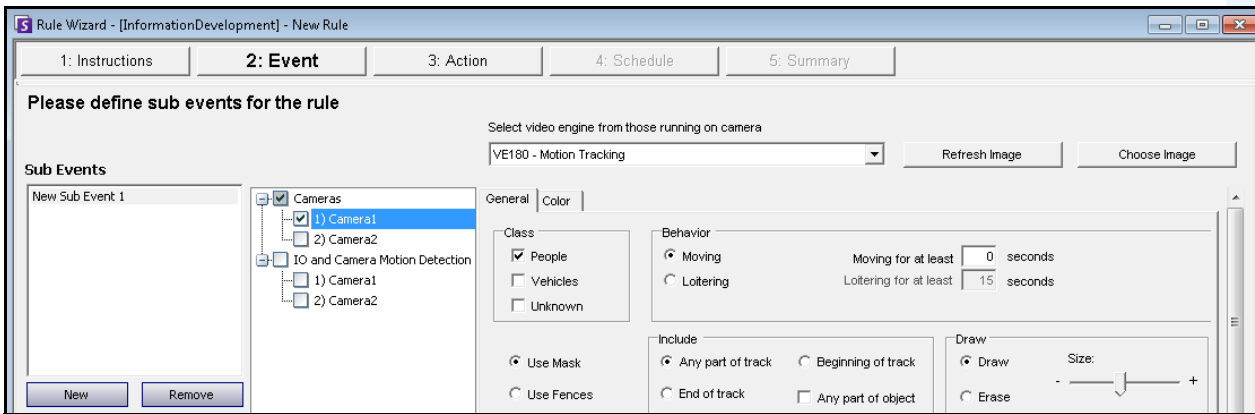 Rule Wizard - [InformationDevelopment] - New Rule
1: Instructions
2: Event
3: Action
4: Schedule
5: Summary
Please define sub events for the rule
Select video engine from those running on camera
VE180 - Motion Tracking
Refresh Image
Choose Image
Sub Events
New Sub Event 1
New
Remove
Cameras
1) Camera1
2) Camera2
IO and Camera Motion Detection
1) Camera1
2) Camera2
General
Color
Class
People
Vehicles
Unknown
Behavior
Moving
Moving for at least 0 seconds
Loitering
Loitering for at least 15 seconds
Use Mask
Use Fences
Include
Any part of track
Beginning of track
End of track
Any part of object
Draw
Draw
Erase
Size:
- +